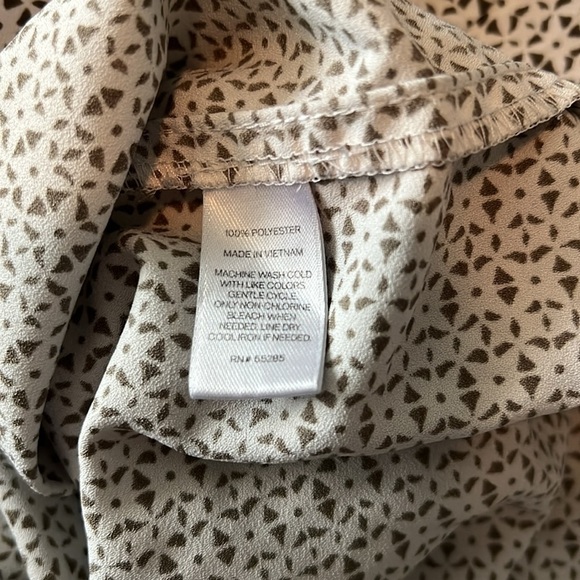 100% POLYESTER
MADE IN VIETNAM
MACHINE WASH COLD
WITH LIKE COLORS.
GENTLE CYCLE.
ONLY NON-CHLORINE
BLEACH WHEN
NEEDED. LINE DRY.
COOL IRON IF NEEDED.
RN# 55285